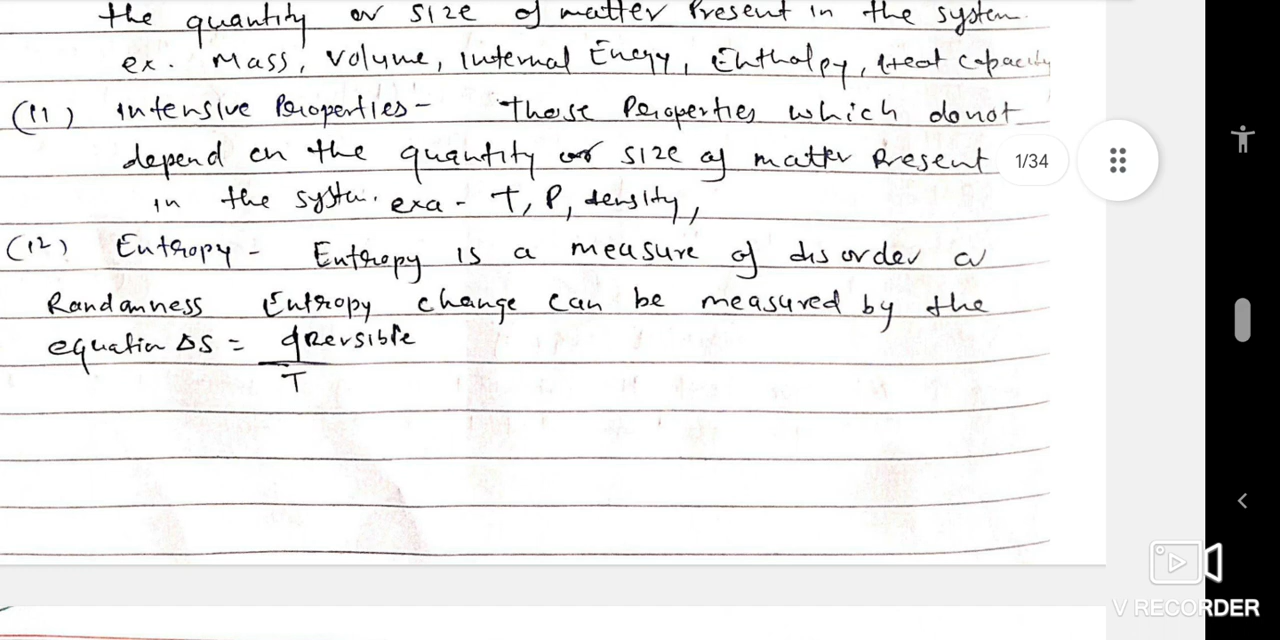 the quantity or size of matter Present in the system.
ex. Mass, Volume, Internal Energy, Enthalpy, Heat capacity
(11) intensive Properties - Those Properties which donot
depend on the quantity or size of matter Present
in the system. exa - T, P, density,
1/34
(12) Entropy - Entropy is a measure of disorder or
Randomness Entropy change can be measured by the
equation ΔS = qReversible
T
V RECORDER